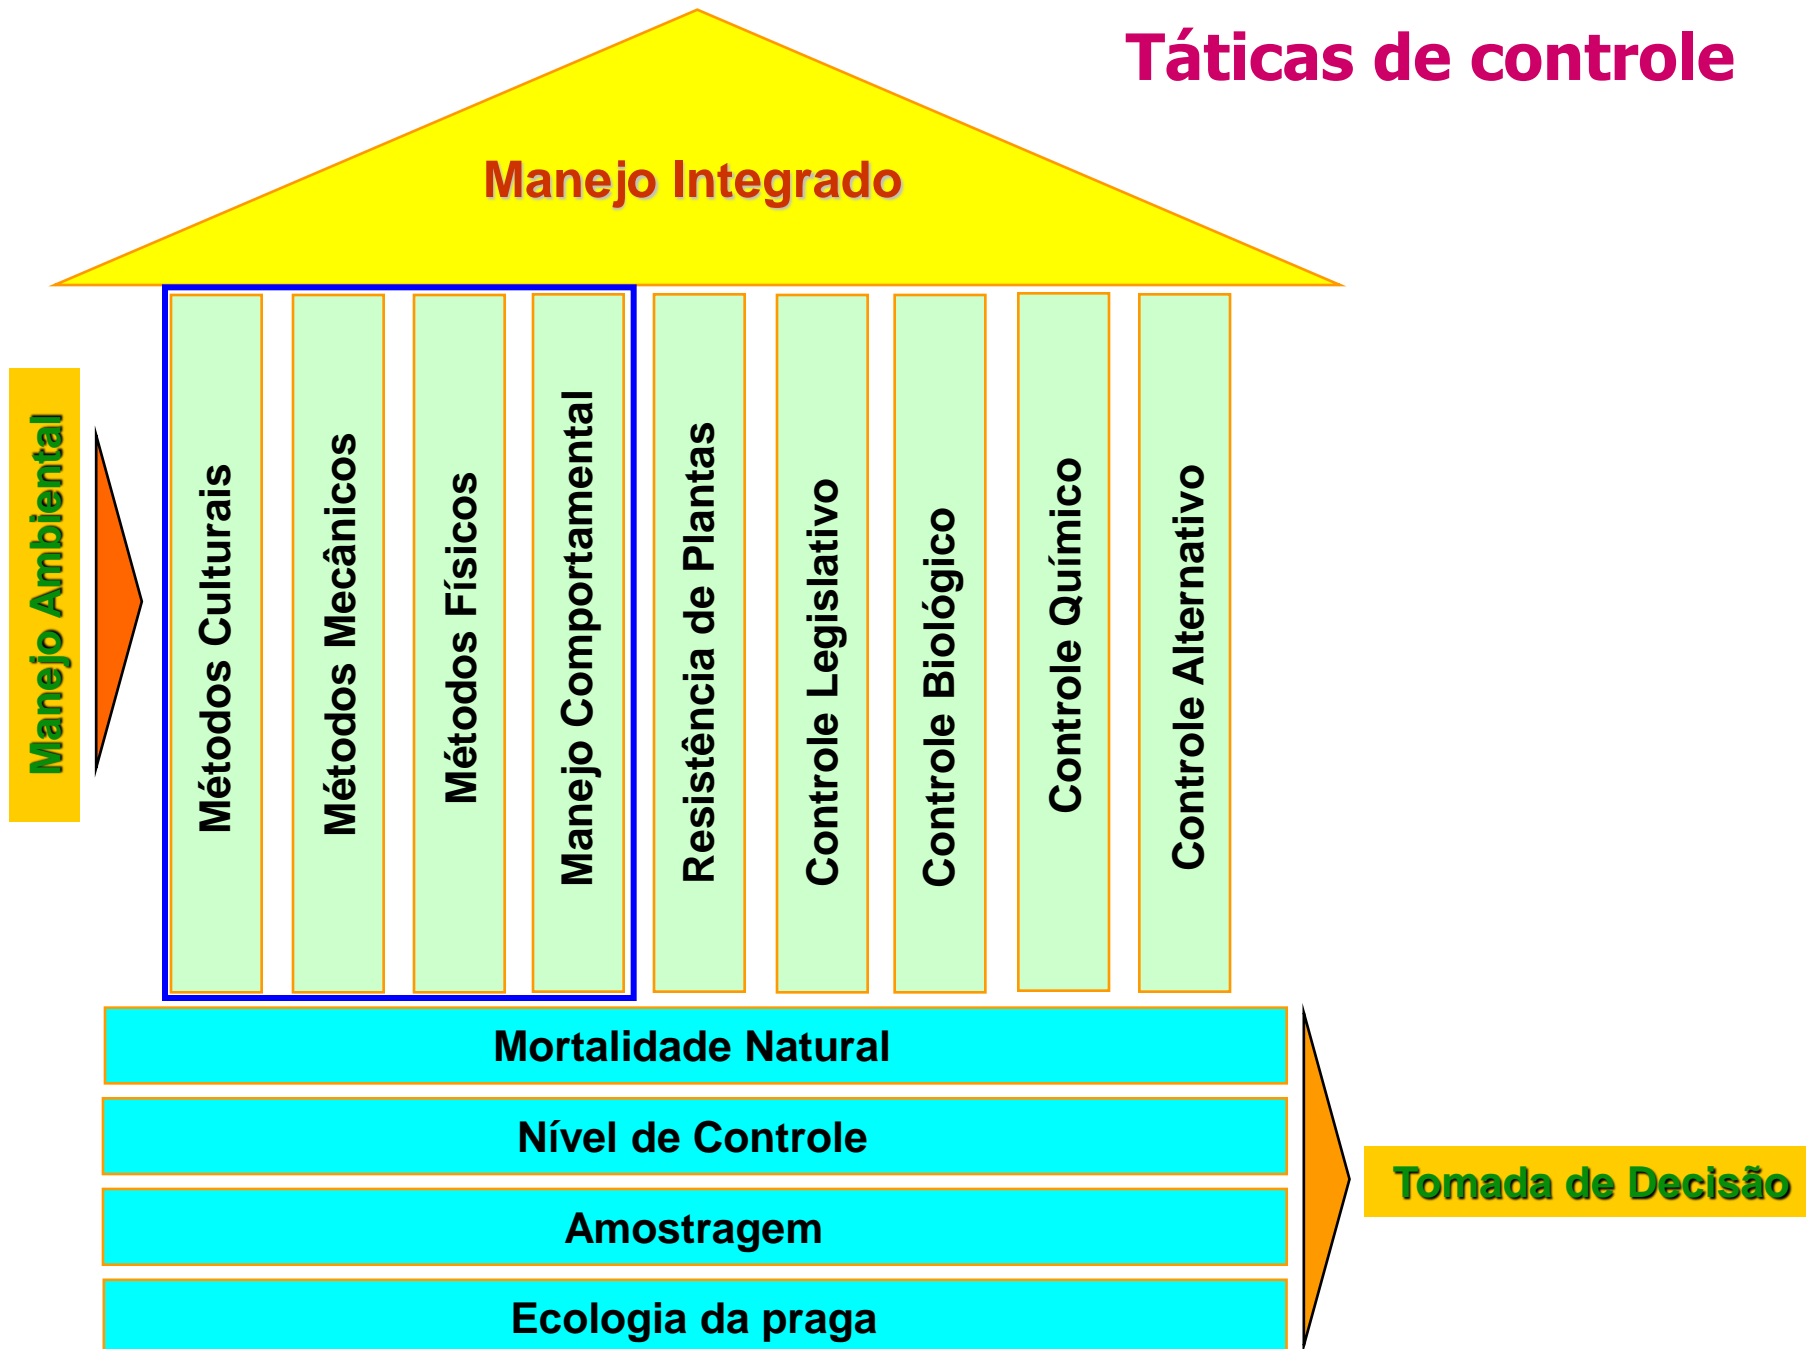 Táticas de controle
Manejo Integrado
Manejo Ambiental
Métodos Culturais
Métodos Mecânicos
Métodos Físicos
Manejo Comportamental
Resistência de Plantas
Controle Legislativo
Controle Biológico
Controle Químico
Controle Alternativo
Mortalidade Natural
Nível de Controle
Amostragem
Ecologia da praga
Tomada de Decisão